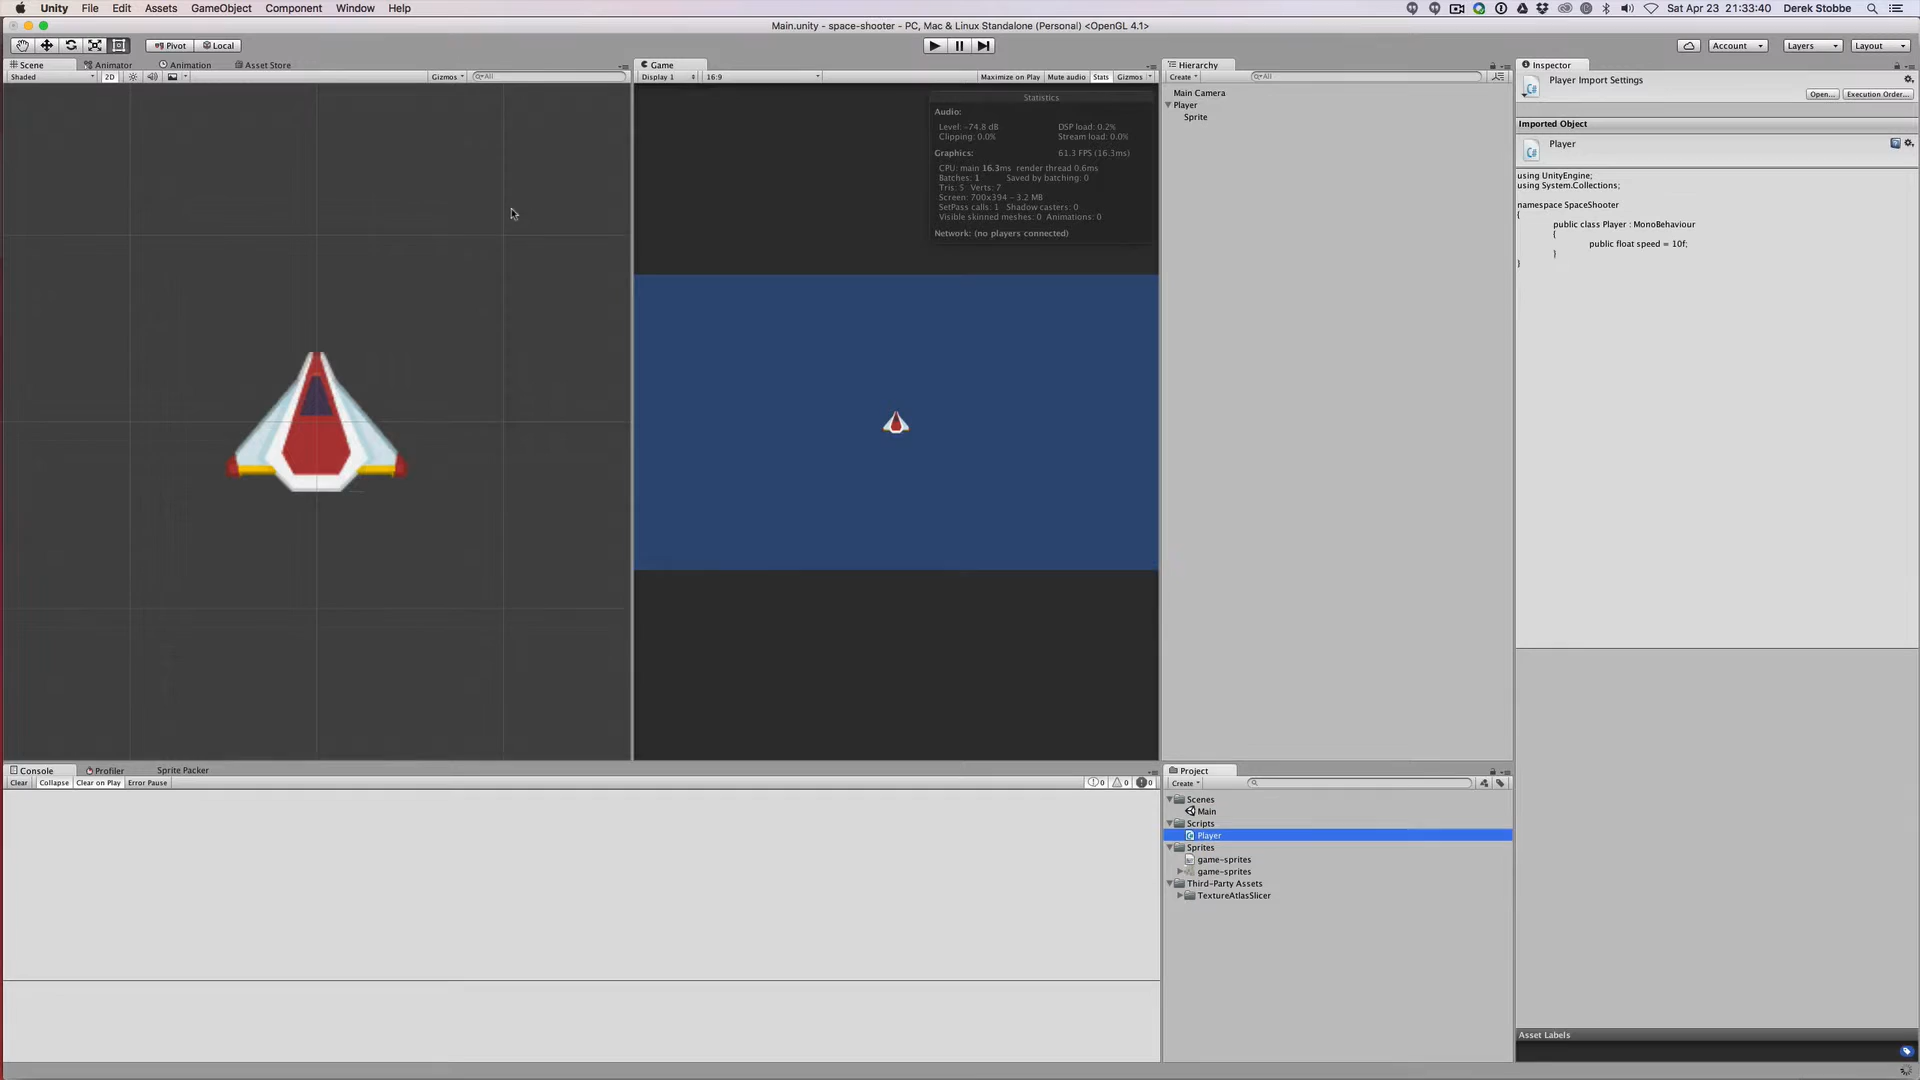 Unity File Edit Assets GameObject Component Window Help
Sat Apr 23 21:33:40 Derek Stobbe
Main.unity - space-shooter - PC, Mac & Linux Standalone (Personal) <OpenGL 4.1>
Pivot Local
Account Layers Layout
Scene Animator Animation Asset Store
Shaded 2D Gizmos All
Game
Display 1 16:9 Maximize on Play Mute audio Stats Gizmos
Statistics
Audio:
Level: -74.8 dB DSP load: 0.2%
Clipping: 0.0% Stream load: 0.0%
Graphics: 61.3 FPS (16.3ms)
CPU: main 16.3ms render thread 0.6ms
Batches: 1 Saved by batching: 0
Tris: 5 Verts: 7
Screen: 700x394 - 3.2 MB
SetPass calls: 1 Shadow casters: 0
Visible skinned meshes: 0 Animations: 0
Network: (no players connected)
Hierarchy
Create All
Main Camera
Player
Sprite
Inspector
Player Import Settings
Open... Execution Order...
Imported Object
Player
using UnityEngine;
using System.Collections;
namespace SpaceShooter
{
public class Player : MonoBehaviour
{
public float speed = 10f;
}
}
Console Profiler Sprite Packer
Clear Collapse Clear on Play Error Pause 0 0 0
Project
Create
Scenes
Main
Scripts
Player
Sprites
game-sprites
game-sprites
Third-Party Assets
TextureAtlasSlicer
Asset Labels